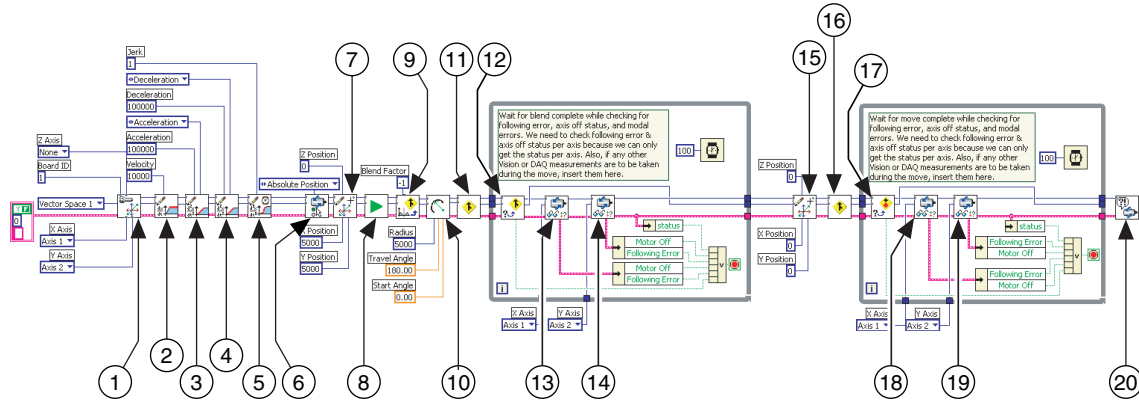 Jerk
1
Deceleration
Deceleration
100000
Acceleration
Acceleration
100000
Velocity
10000
Z Axis
None
Board ID
1
Vector Space 1
T F
0
X Axis
Axis 1
Y Axis
Axis 2
Z Position
0
Absolute Position
X Position
5000
Y Position
5000
Blend Factor
-1
Radius
5000
Travel Angle
180.00
Start Angle
0.00
Wait for blend complete while checking for
following error, axis off status, and modal
errors. We need to check following error &
axis off status per axis because we can only
get the status per axis. Also, if any other
Vision or DAQ measurements are to be taken
during the move, insert them here.
100
status
Motor Off
Following Error
Motor Off
Following Error
i
X Axis
Axis 1
Y Axis
Axis 2
Z Position
0
X Position
0
Y Position
0
Wait for move complete while checking for
following error, axis off status, and modal
errors. We need to check following error &
axis off status per axis because we can only
get the status per axis. Also, if any other
Vision or DAQ measurements are to be taken
during the move, insert them here.
100
status
Motor Off
Following Error
Following Error
Motor Off
i
X Axis
Axis 1
Y Axis
Axis 2
1
2
3
4
5
6
7
8
9
10
11
12
13
14
15
16
17
18
19
20